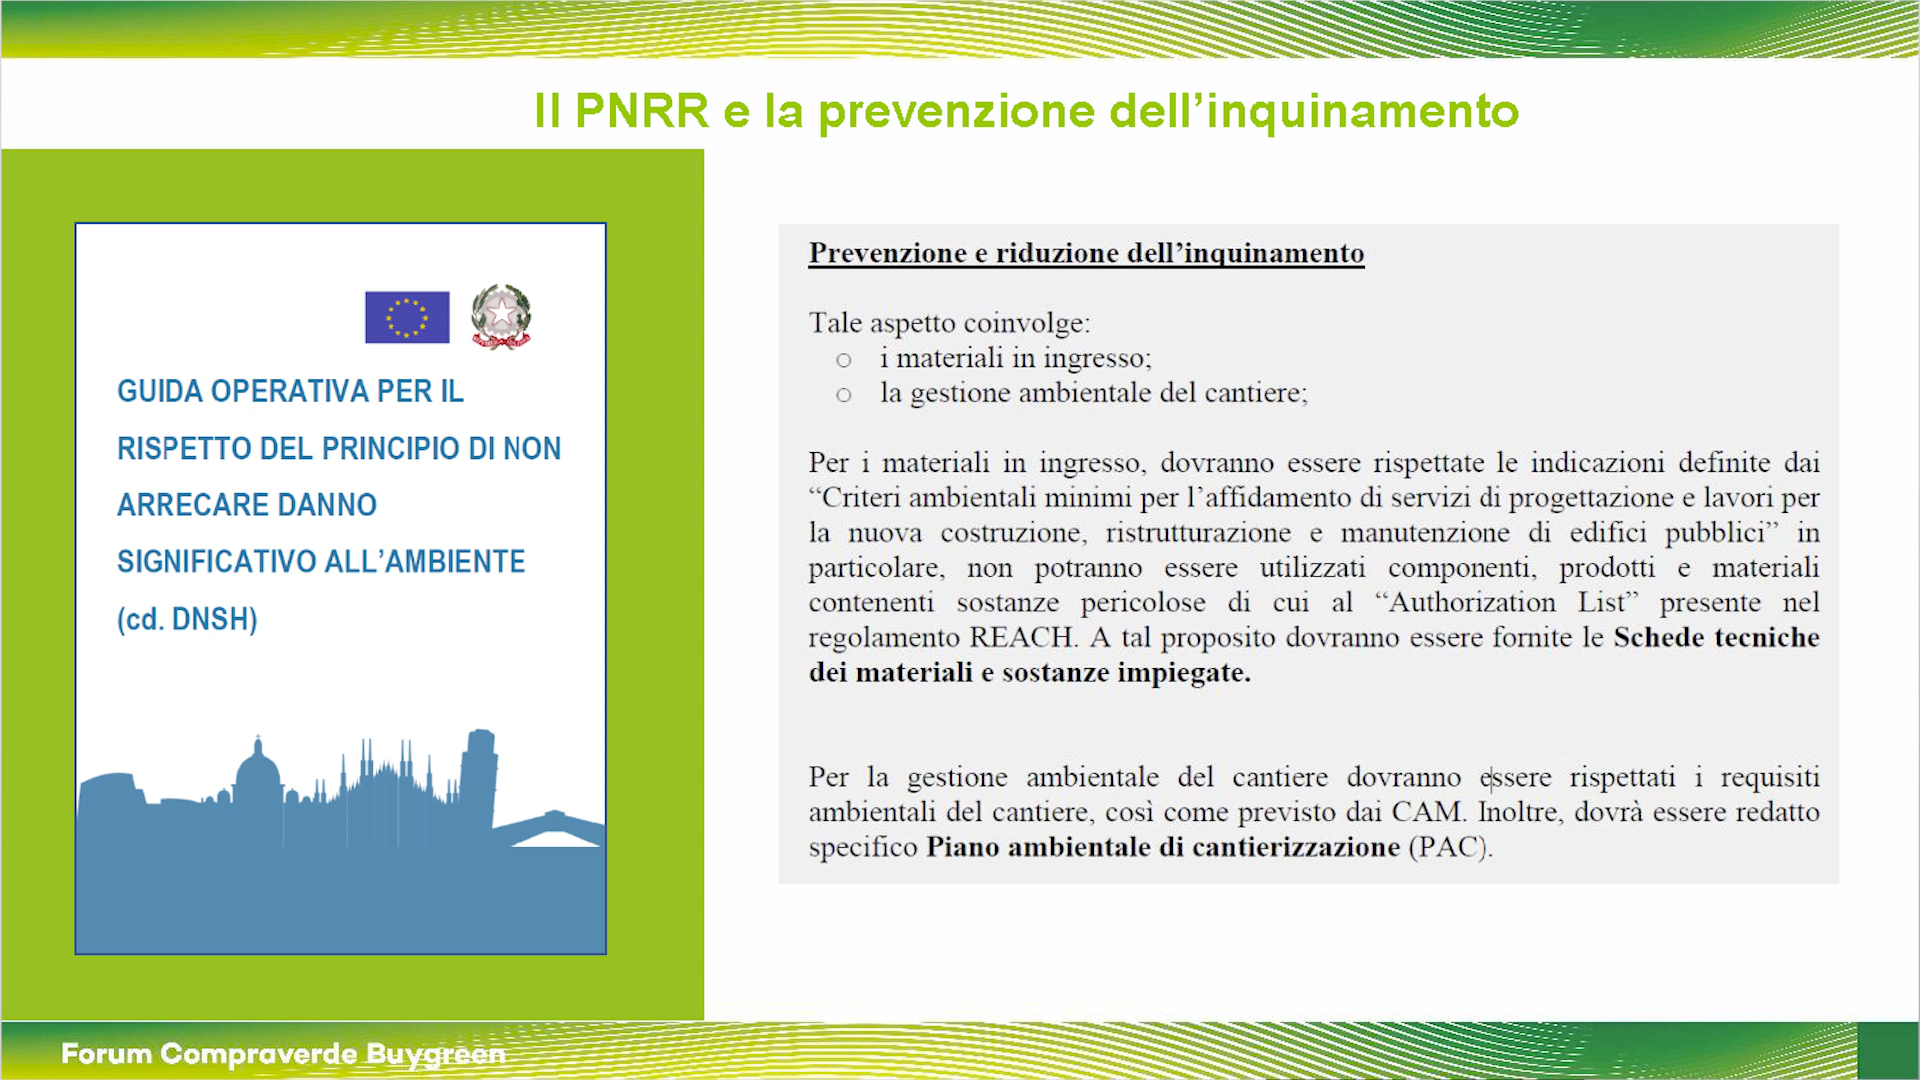 Il PNRR e la prevenzione dell’inquinamento
GUIDA OPERATIVA PER IL
RISPETTO DEL PRINCIPIO DI NON
ARRECARE DANNO
SIGNIFICATIVO ALL’AMBIENTE
(cd. DNSH)
Prevenzione e riduzione dell’inquinamento
Tale aspetto coinvolge:
o i materiali in ingresso;
o la gestione ambientale del cantiere;
Per i materiali in ingresso, dovranno essere rispettate le indicazioni definite dai
“Criteri ambientali minimi per l’affidamento di servizi di progettazione e lavori per
la nuova costruzione, ristrutturazione e manutenzione di edifici pubblici” in
particolare, non potranno essere utilizzati componenti, prodotti e materiali
contenenti sostanze pericolose di cui al “Authorization List” presente nel
regolamento REACH. A tal proposito dovranno essere fornite le Schede tecniche
dei materiali e sostanze impiegate.
Per la gestione ambientale del cantiere dovranno essere rispettati i requisiti
ambientali del cantiere, così come previsto dai CAM. Inoltre, dovrà essere redatto
specifico Piano ambientale di cantierizzazione (PAC).
Forum Compraverde Buygreen